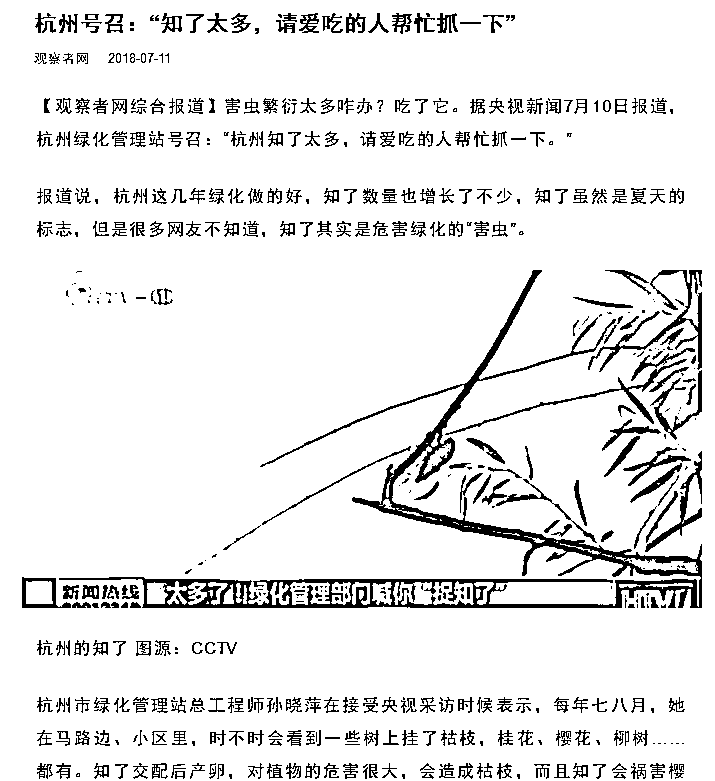 杭州号召：“知了太多，请爱吃的人帮忙抓一下”
观察者网 2018-07-11
【观察者网综合报道】害虫繁衍太多咋办？吃了它。据央视新闻7月10日报道，
杭州绿化管理站号召：“杭州知了太多，请爱吃的人帮忙抓一下。”
报道说，杭州这几年绿化做的好，知了数量也增长了不少，知了虽然是夏天的
标志，但是很多网友不知道，知了其实是危害绿化的“害虫”。
新闻热线
太多了 绿化管理部门喊你“捉知了”
杭州的知了 图源：CCTV
杭州市绿化管理站总工程师孙晓萍在接受央视采访时候表示，每年七八月，她
在马路边、小区里，时不时会看到一些树上挂了枯枝，桂花、樱花、柳树……
都有。知了交配后产卵，对植物的危害很大，会造成枯枝，而且知了会祸害樱